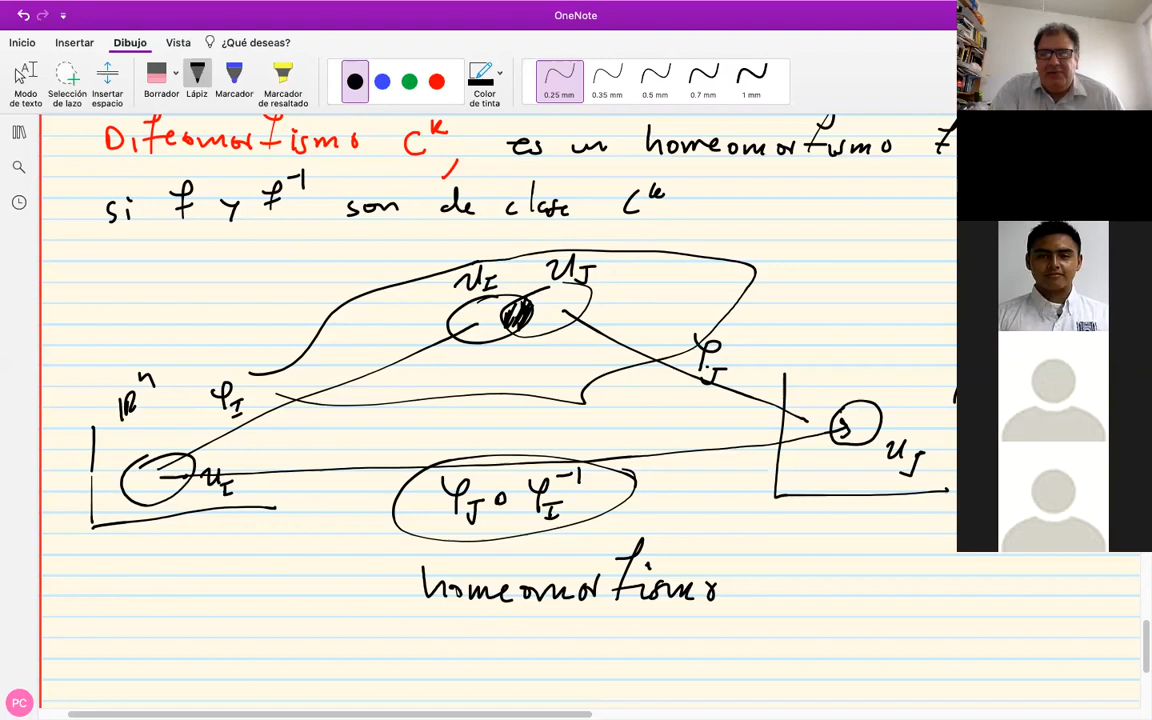 OneNote
Inicio Insertar Dibujo Vista ¿Qué deseas?
Modo de texto
Selección de lazo
Insertar espacio
Borrador
Lápiz
Marcador
Marcador de resaltado
Color de tinta
0.25 mm 0.35 mm 0.5 mm 0.7 mm 1 mm
Difeomorfismo C^k, es un homeomorfismo f
si f y f^-1 son de clase C^k
U_I U_J
φ_J
R^n φ_I
U_I U_J
φ_J ∘ φ_I^-1
homeomorfismo
PC